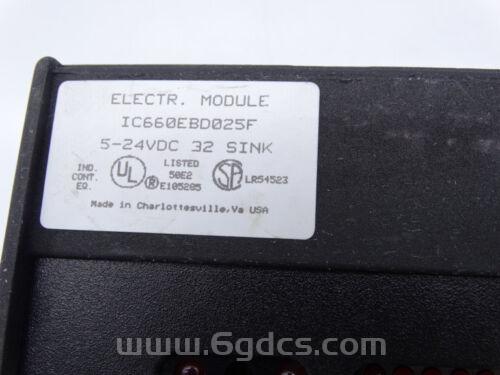 ELECTR. MODULE
IC660EBD025F
5-24VDC 32 SINK
IND.
CONT.
EQ.
UL
®
LISTED
50E2
E105285
SA
LR54523
Made in Charlottesville, Va USA
www.6gdcs.com